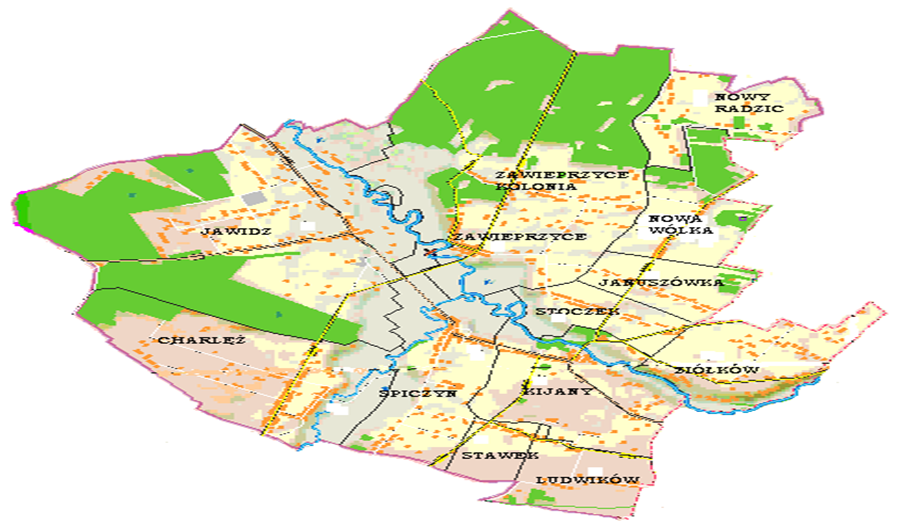 NOWY
RADZIC
ZAWIEPRZYCE
KOLONIA
NOWA
WÓLKA
JAWIDZ
ZAWIEPRZYCE
JANUSZÓWKA
STOCZEK
CHARLĘŻ
ZIÓŁKÓW
SPICZYN
KIJANY
STAWEK
LUDWIKÓW